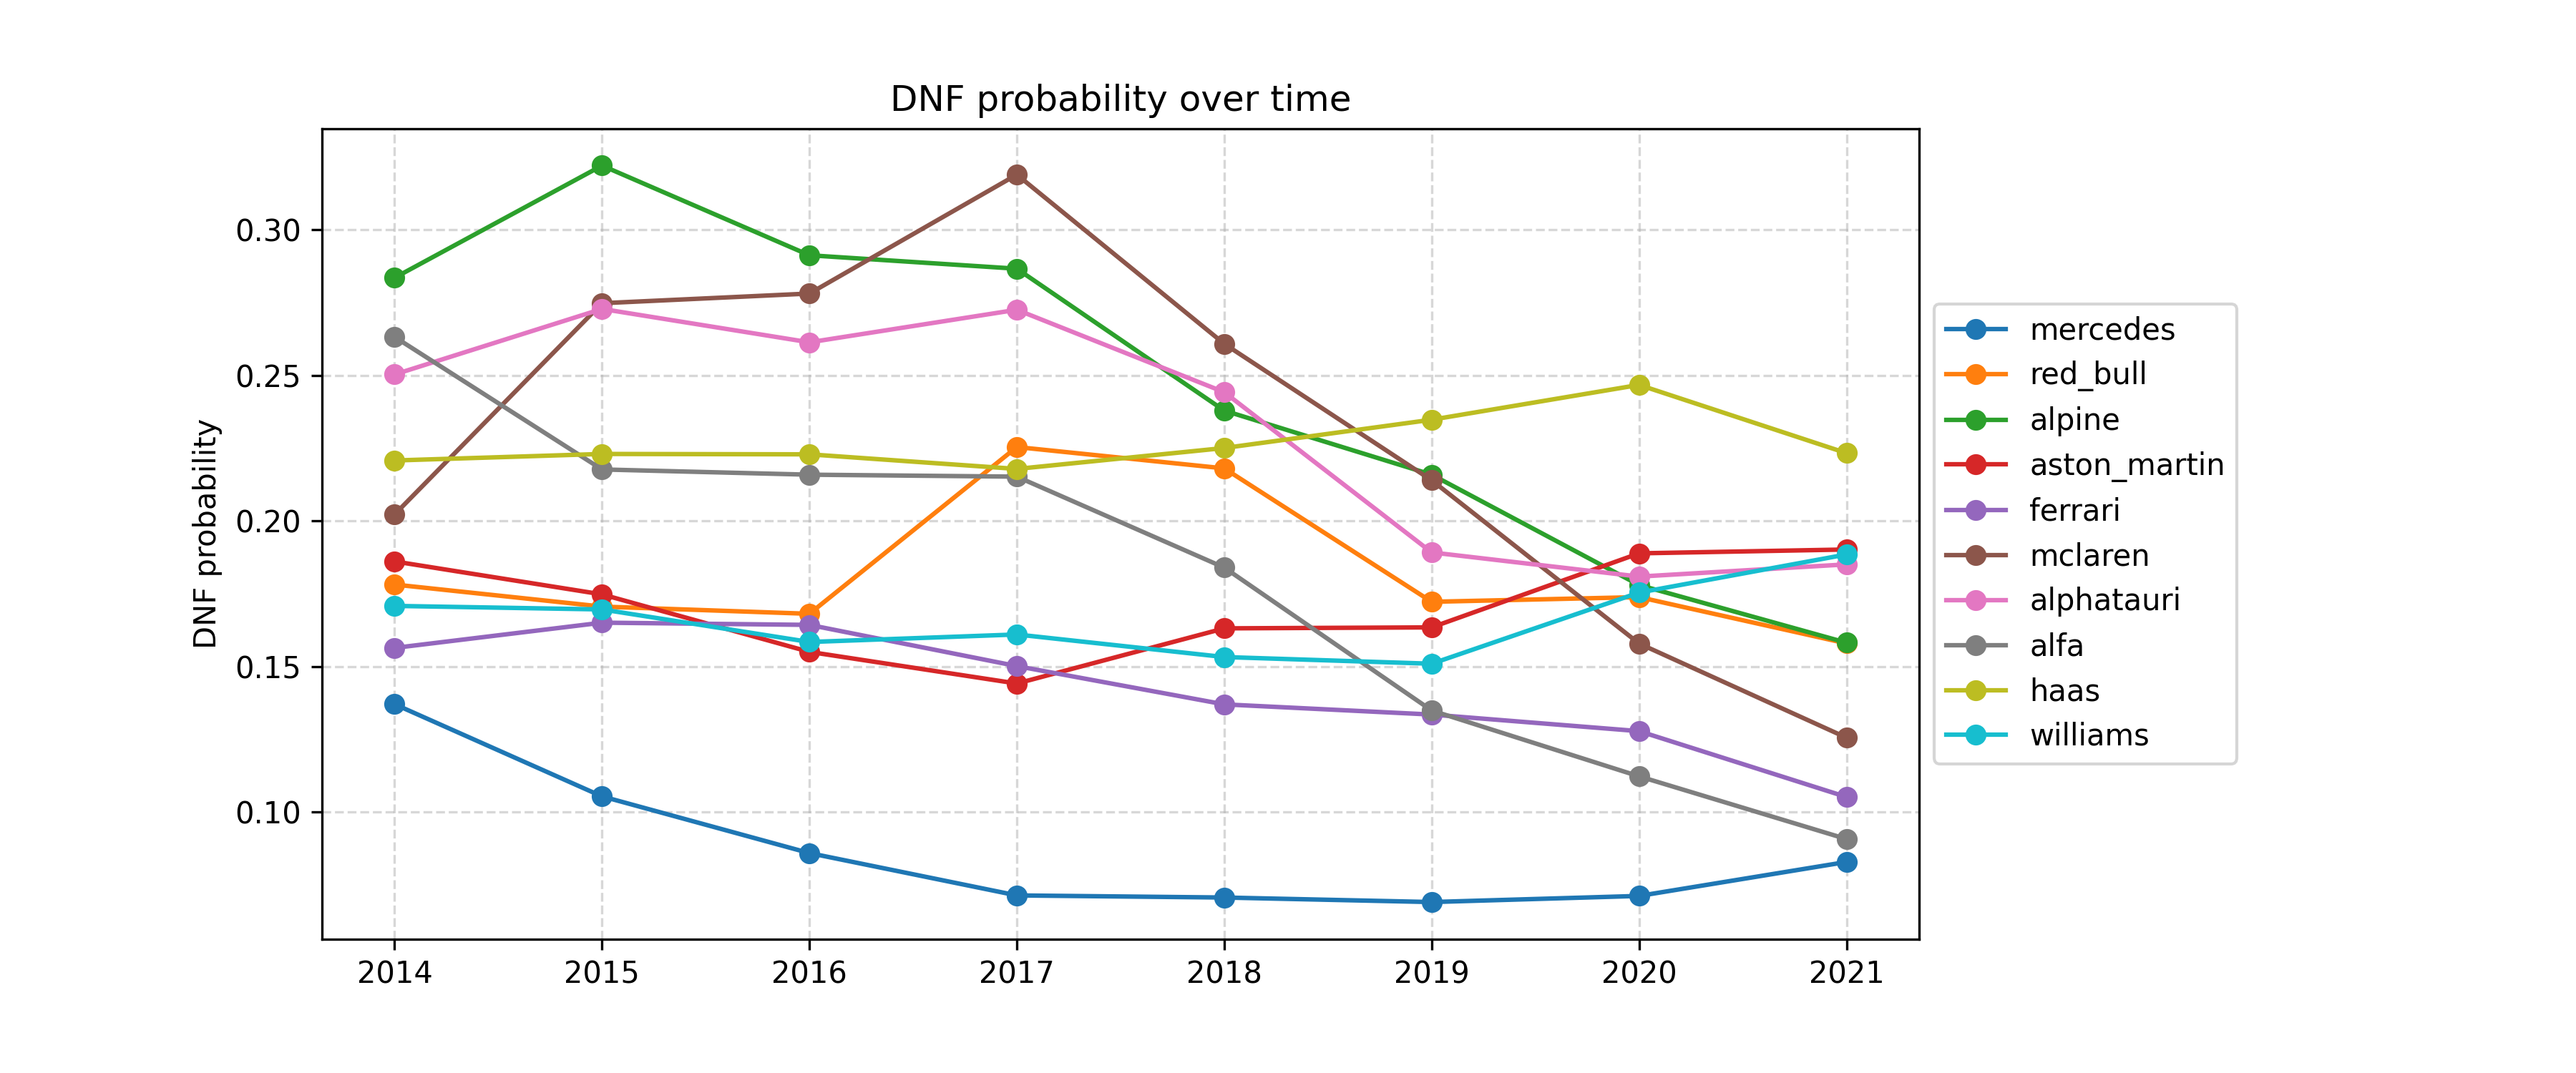 DNF probability over time
DNF probability
0.30
0.25
0.20
0.15
0.10
2014 2015 2016 2017 2018 2019 2020 2021
mercedes
red_bull
alpine
aston_martin
ferrari
mclaren
alphatauri
alfa
haas
williams